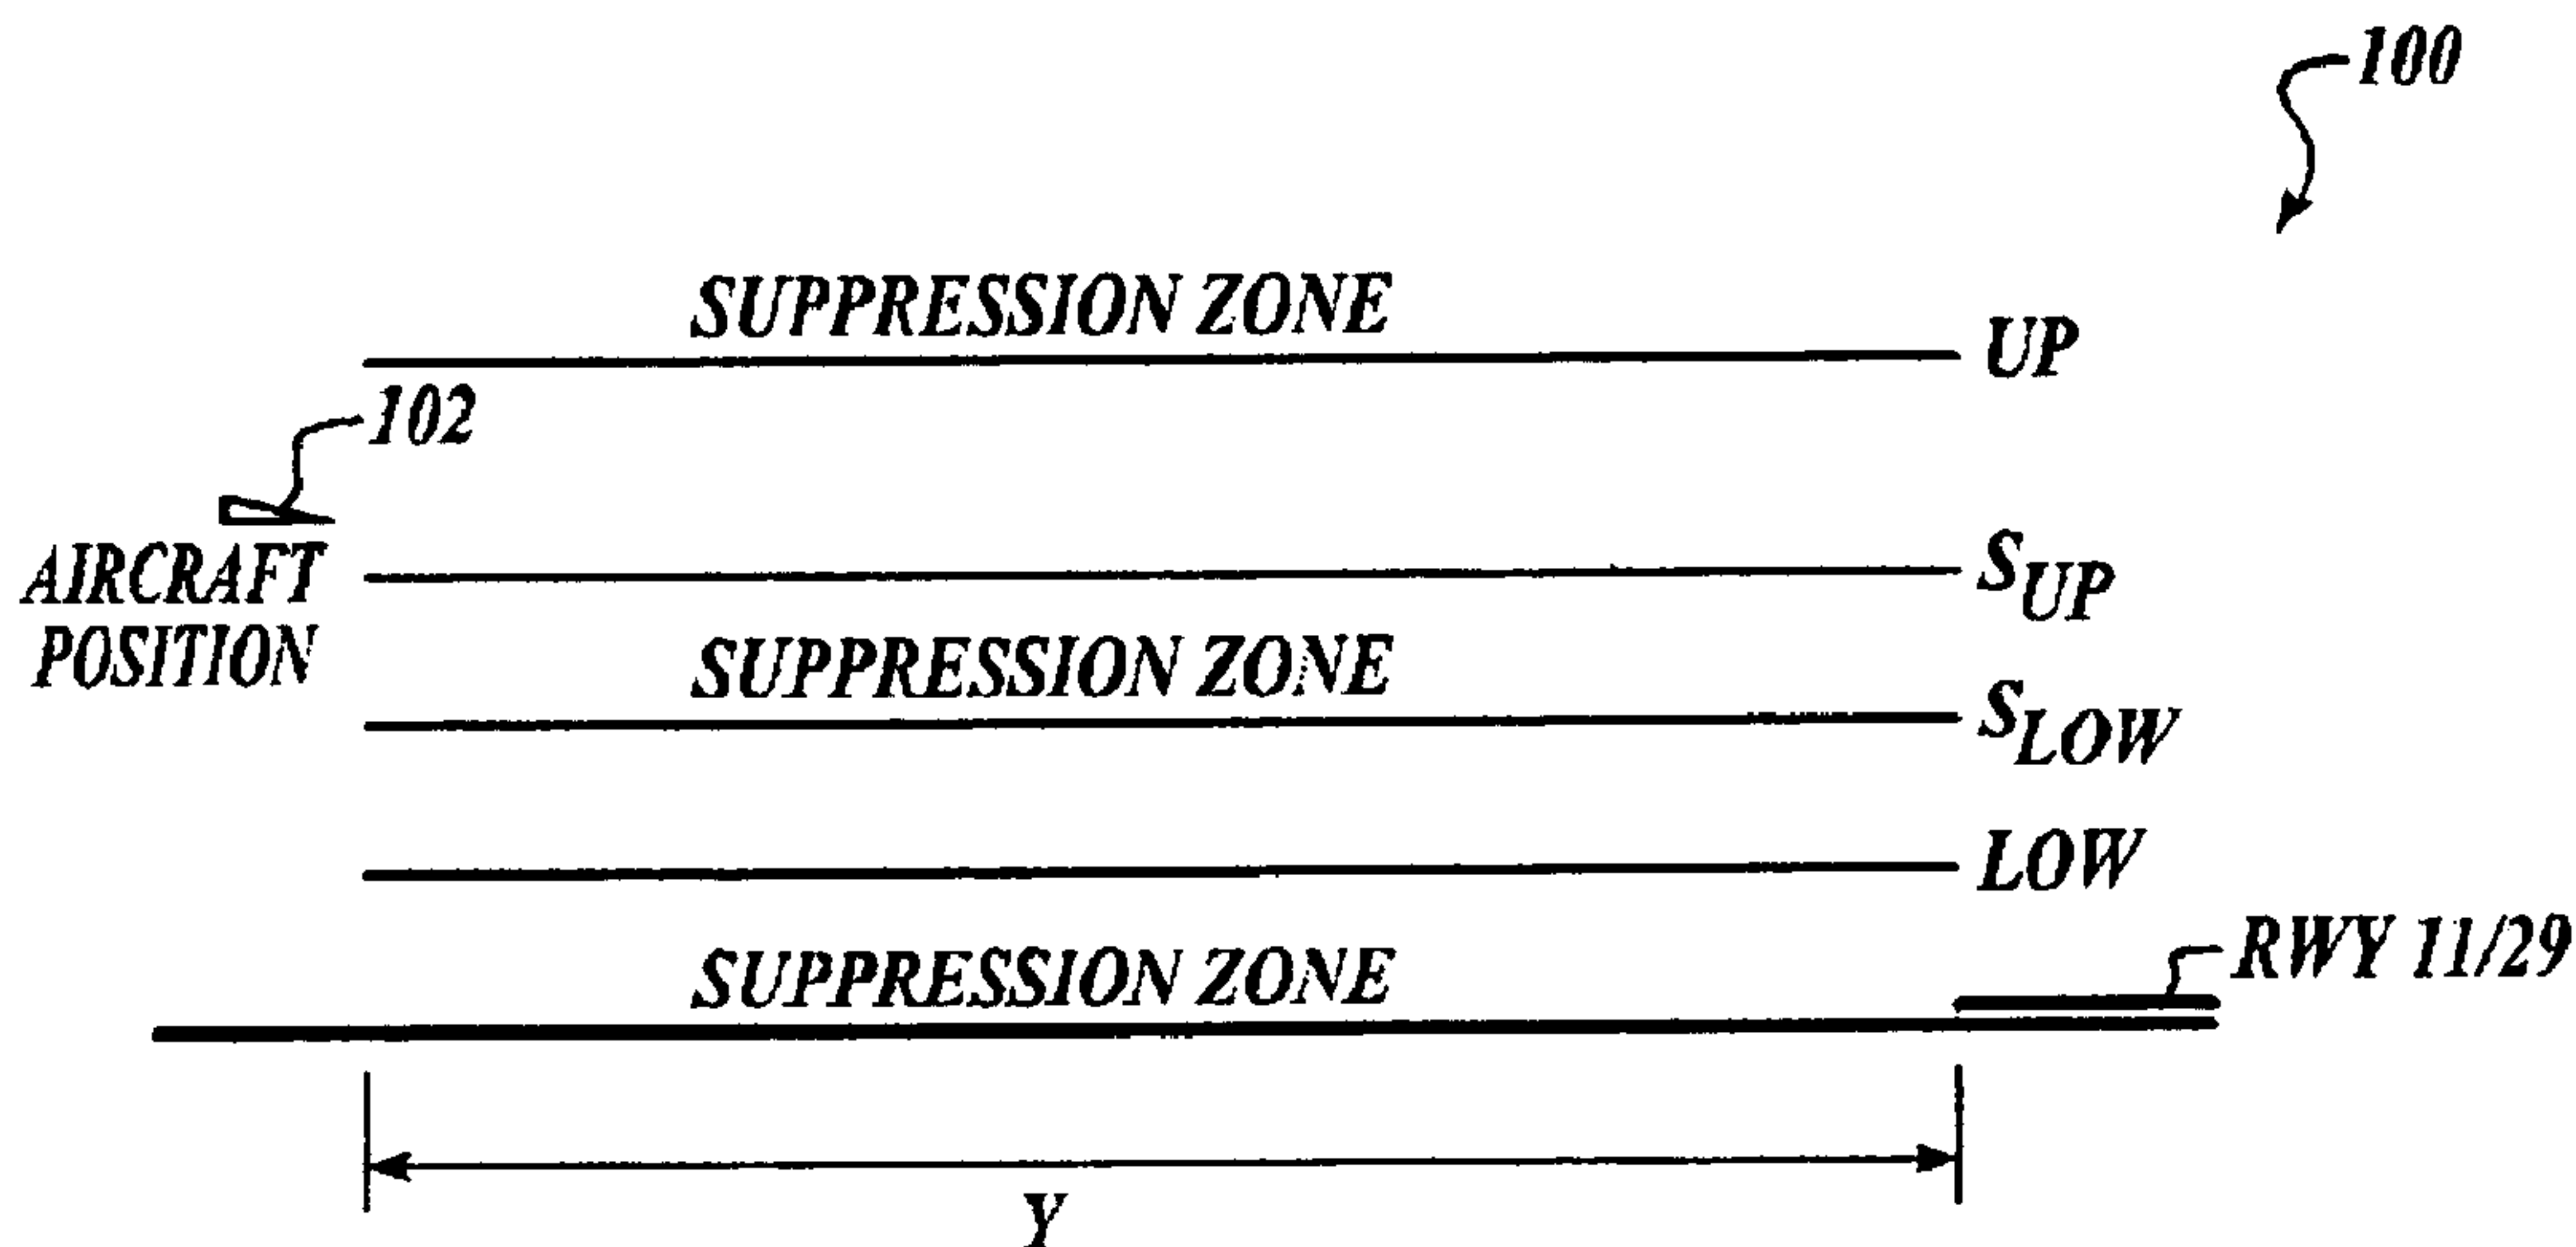 100
SUPPRESSION ZONE
UP
102
AIRCRAFT
POSITION
S_UP
SUPPRESSION ZONE
S_LOW
LOW
SUPPRESSION ZONE
RWY 11/29
Y